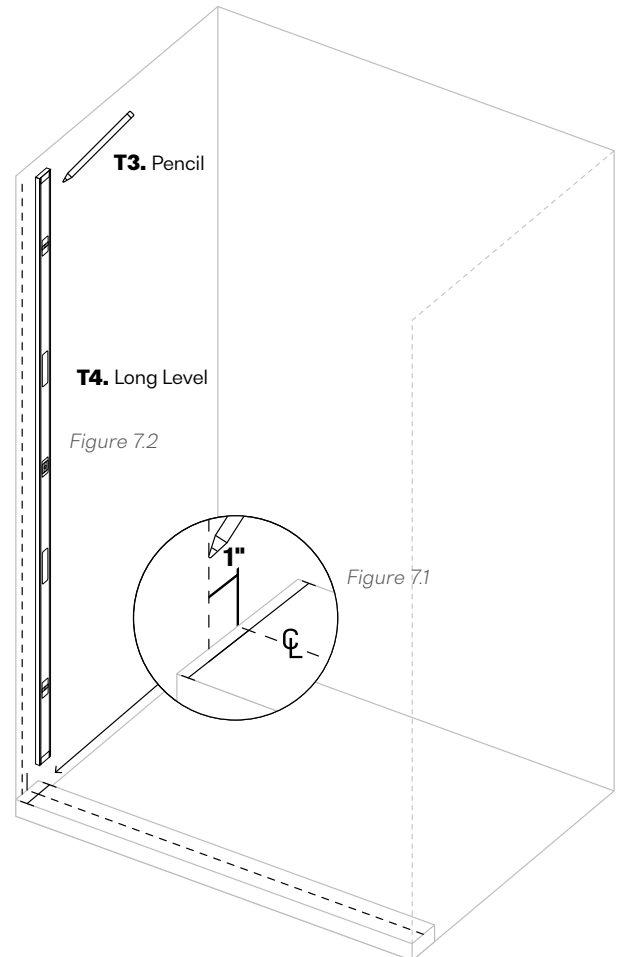 T3. Pencil
T4. Long Level
Figure 7.2
1"
Figure 7.1
℄